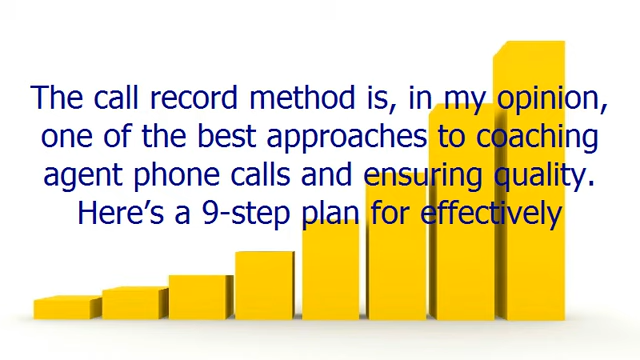 The call record method is, in my opinion,
one of the best approaches to coaching
agent phone calls and ensuring quality.
Here’s a 9-step plan for effectively